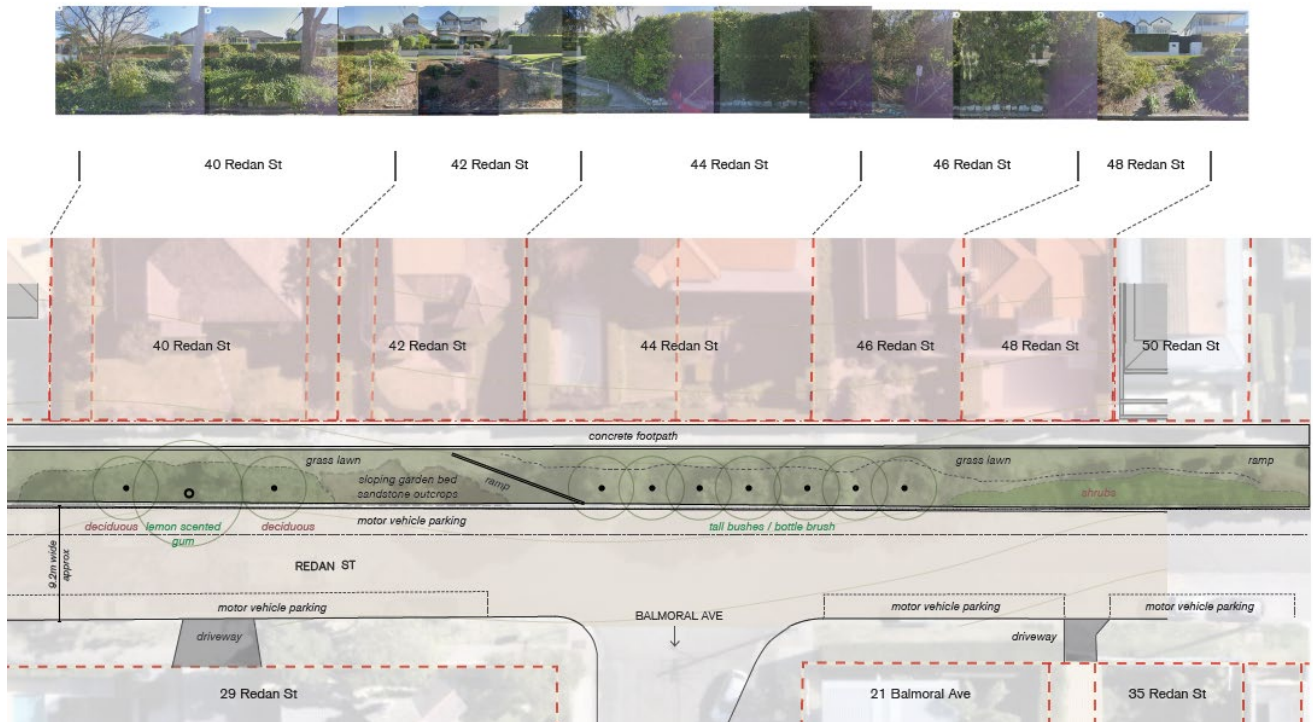 40 Redan St
42 Redan St
44 Redan St
46 Redan St
48 Redan St
40 Redan St
42 Redan St
44 Redan St
46 Redan St
48 Redan St
50 Redan St
concrete footpath
grass lawn
sloping garden bed
sandstone outcrops
ramp
grass lawn
ramp
shrubs
deciduous
lemon scented
gum
deciduous
motor vehicle parking
tall bushes / bottle brush
9.2m wide
approx
REDAN ST
motor vehicle parking
BALMORAL AVE
motor vehicle parking
motor vehicle parking
driveway
driveway
29 Redan St
21 Balmoral Ave
35 Redan St